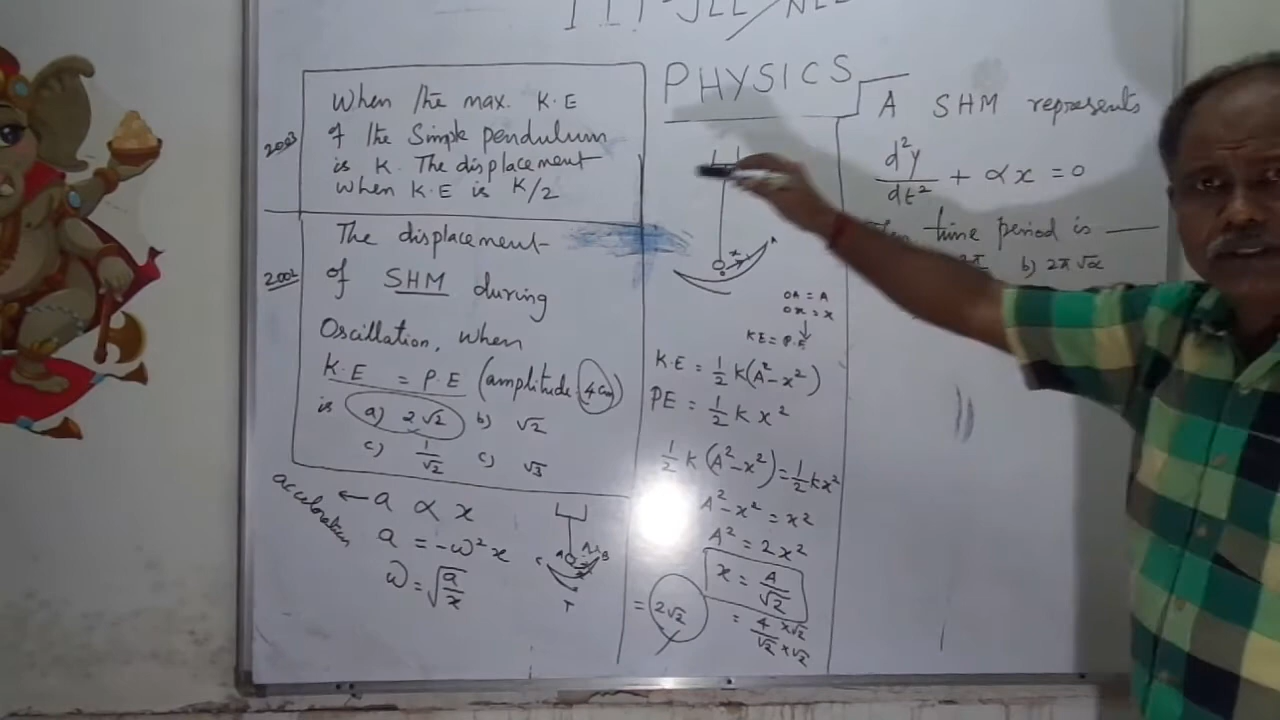 PHYSICS
2003
When the max. K.E
of the Simple pendulum
is K. The displacement
when K.E is K/2
2002
The displacement
of SHM during
Oscillation, when
K.E = P.E (amplitude 4cm)
is a) 2√2 b) √2
c) 1/√2 c) √3
acceleration ← a α x
a = -ω²x
ω = √(a/x)
x A
OA = A
Ox = x
KE = P.E
K.E = 1/2 K(A² - x²)
PE = 1/2 K x²
1/2 K (A² - x²) = 1/2 kx²
A² - x² = x²
A² = 2x²
x = A/√2
= 4/√2 × √2/√2
= 2√2
A SHM represents
d²y/dt² + αx = 0
time period is
b) 2π√α